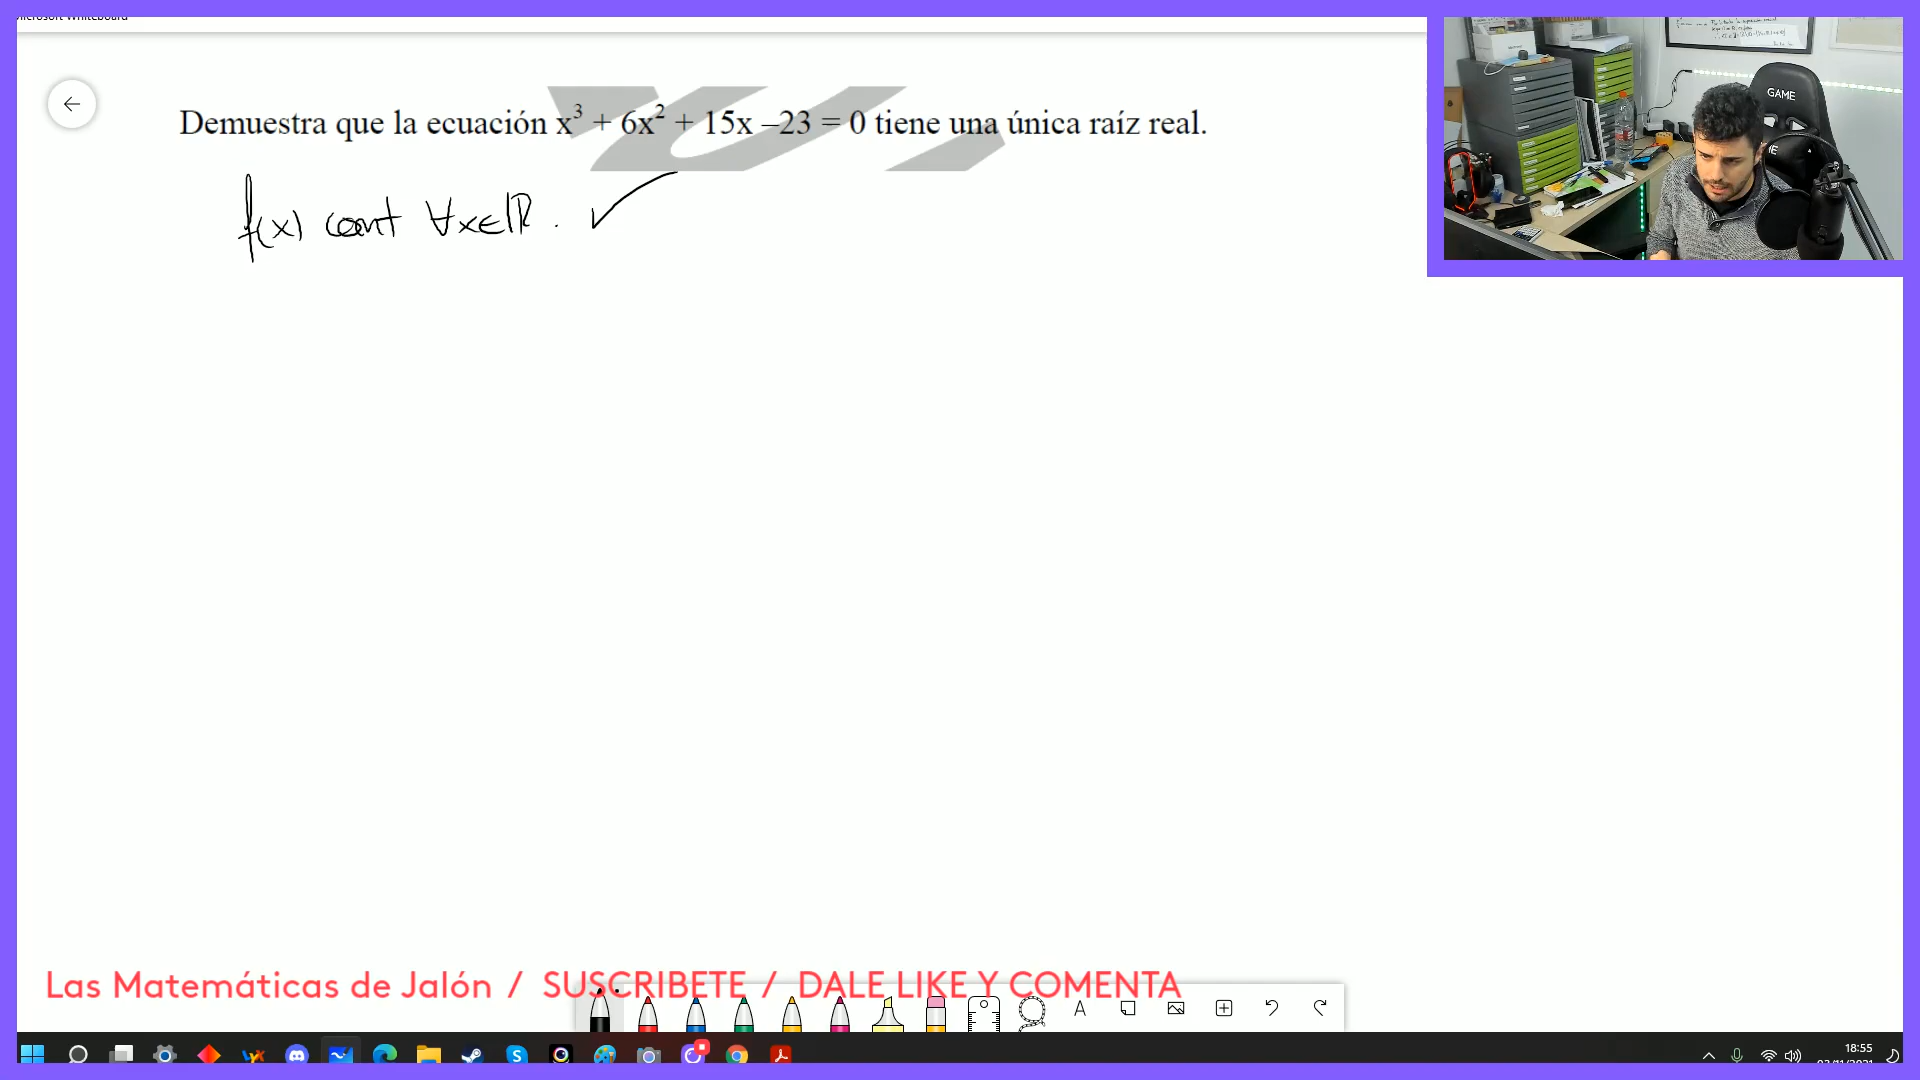 Demuestra que la ecuación x³ + 6x² + 15x –23 = 0 tiene una única raíz real.
f(x) cont ∀x∈ℝ. ✓
GAME
Las Matemáticas de Jalón / SUSCRIBETE / DALE LIKE Y COMENTA
A
18:55